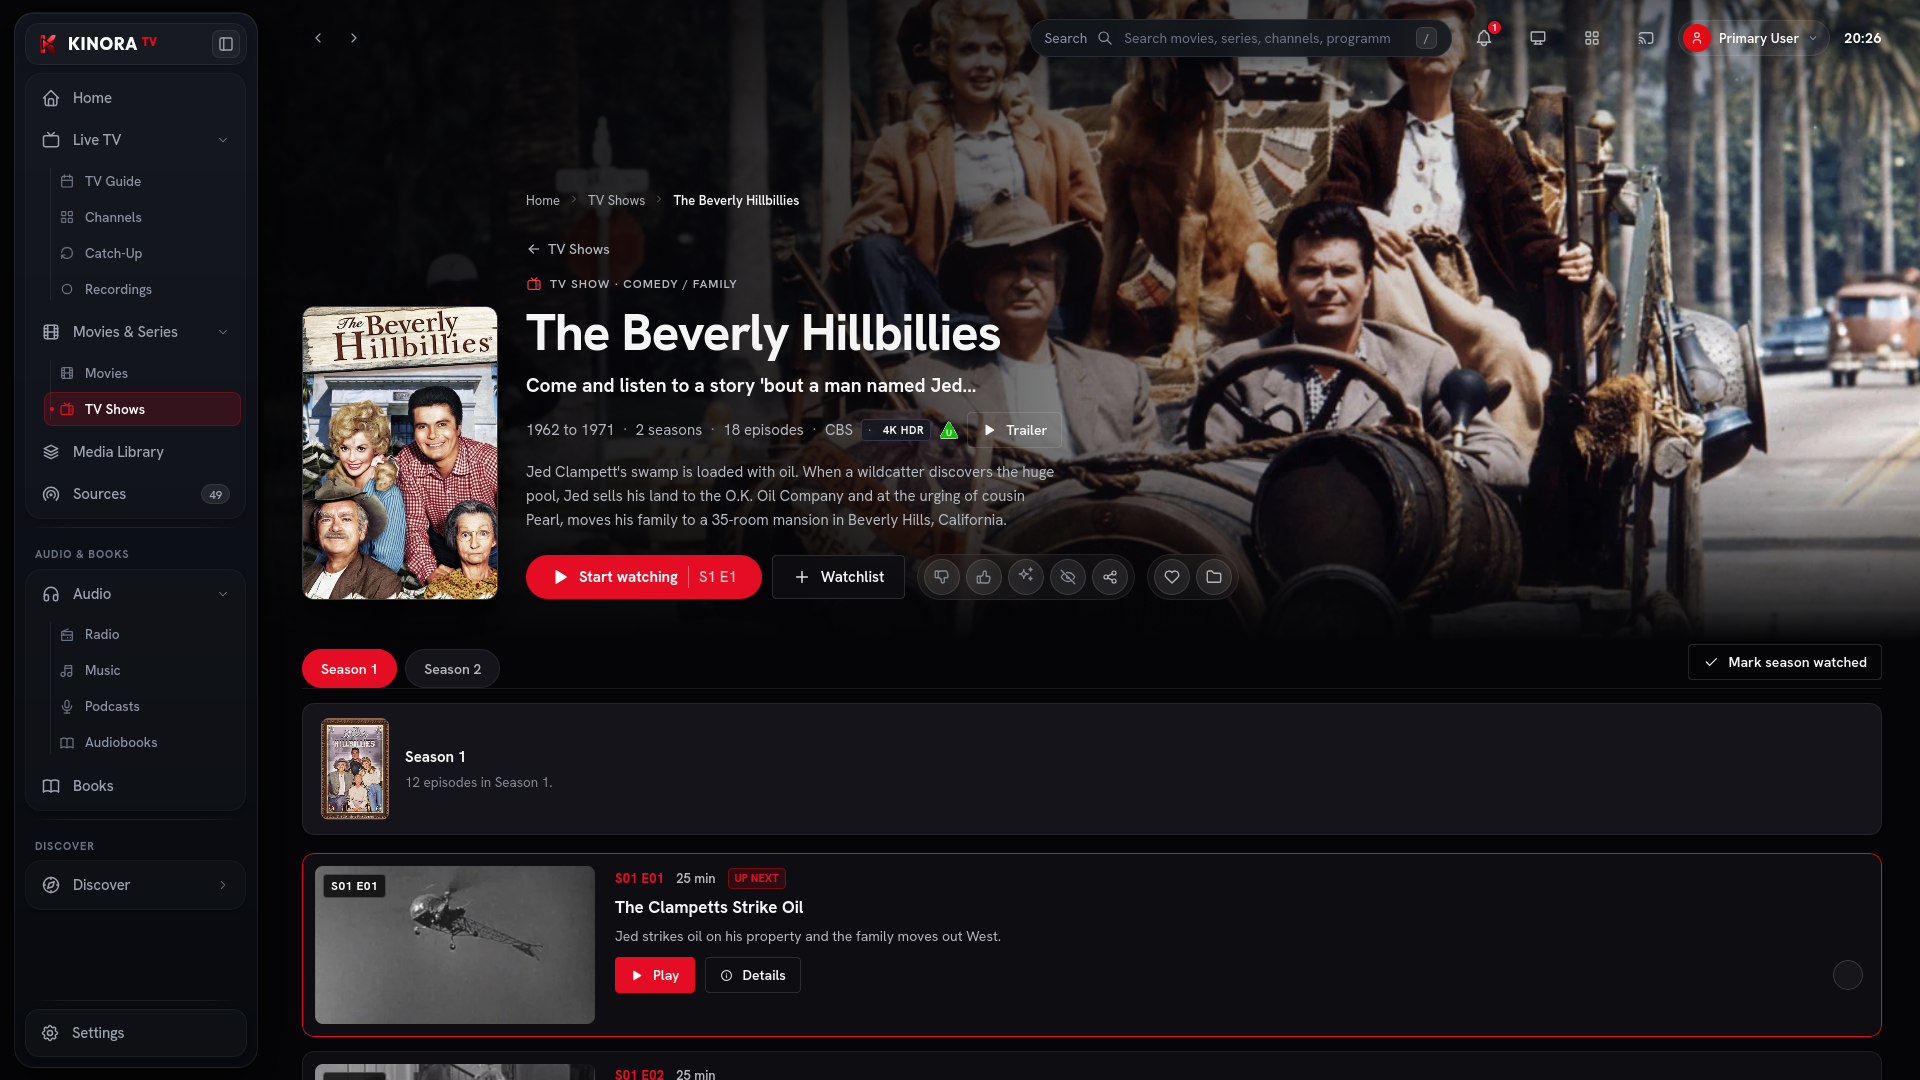 KINORA TV
Search
Search movies, series, channels, programm
/
1
Primary User
20:26
Home
Live TV
TV Guide
Channels
Catch-Up
Recordings
Movies & Series
Movies
TV Shows
Media Library
Sources
49
AUDIO & BOOKS
Audio
Radio
Music
Podcasts
Audiobooks
Books
DISCOVER
Discover
Settings
Home
TV Shows
The Beverly Hillbillies
TV Shows
TV SHOW · COMEDY / FAMILY
The Beverly Hillbillies
The Beverly Hillbillies
Come and listen to a story 'bout a man named Jed...
1962 to 1971 · 2 seasons · 18 episodes · CBS · 4K HDR U Trailer
Jed Clampett's swamp is loaded with oil. When a wildcatter discovers the huge
pool, Jed sells his land to the O.K. Oil Company and at the urging of cousin
Pearl, moves his family to a 35-room mansion in Beverly Hills, California.
Start watching S1 E1
Watchlist
Season 1
Season 2
Mark season watched
HILLBILLIES
Season 1
12 episodes in Season 1.
S01 E01
S01 E01 25 min UP NEXT
The Clampetts Strike Oil
Jed strikes oil on his property and the family moves out West.
Play
Details
S01 E02 25 min